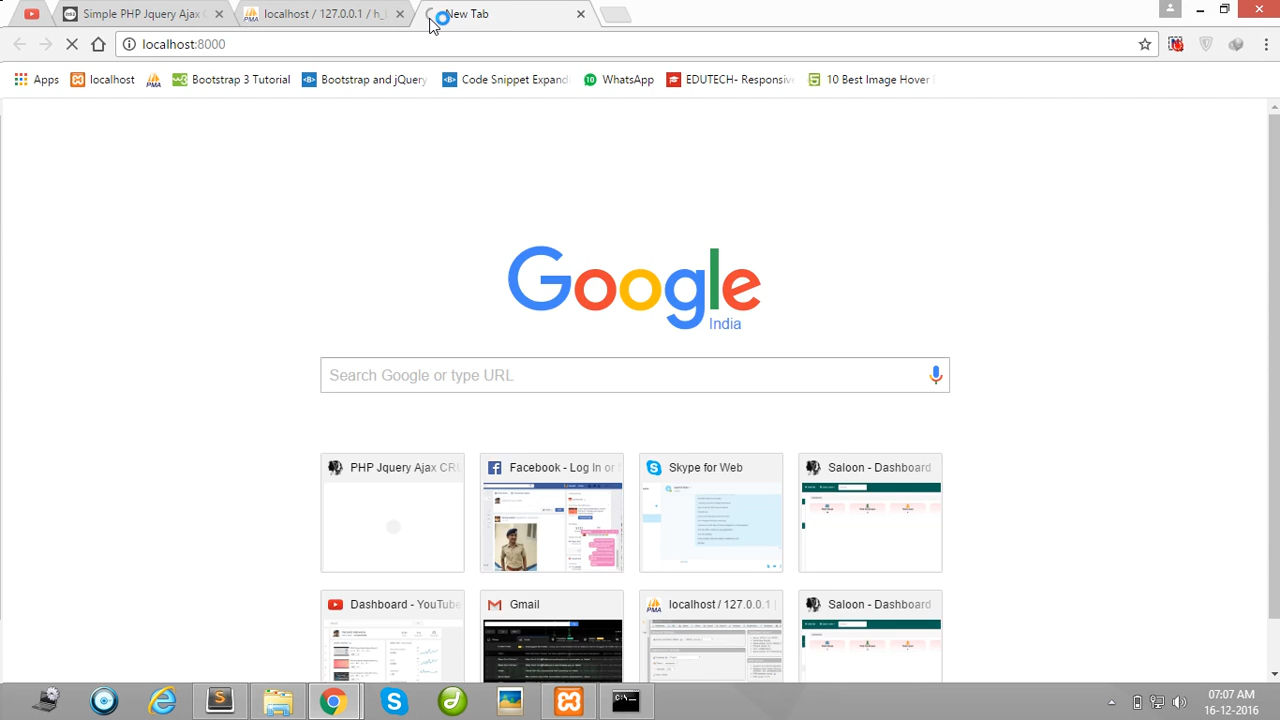 Simple PHP Jquery Ajax
localhost / 127.0.0.1 / h_
New Tab
localhost:8000
Apps
localhost
Bootstrap 3 Tutorial
Bootstrap and jQuery
Code Snippet Expand
WhatsApp
EDUTECH- Responsive
10 Best Image Hover
Google
India
Search Google or type URL
PHP Jquery Ajax CRU
Facebook - Log In or
Skype for Web
Saloon - Dashboard
Dashboard - YouTube
Gmail
localhost / 127.0.0.1
Saloon - Dashboard
07:07 AM
16-12-2016